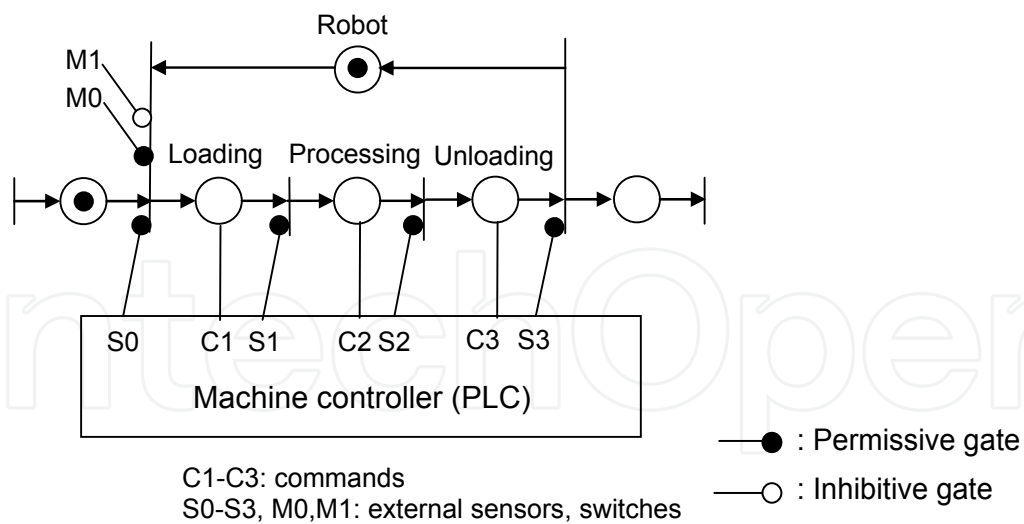 Robot
M1
M0
Loading Processing Unloading
S0 C1 S1 C2 S2 C3 S3
Machine controller (PLC)
: Permissive gate
: Inhibitive gate
C1-C3: commands
S0-S3, M0,M1: external sensors, switches
ntechOpen